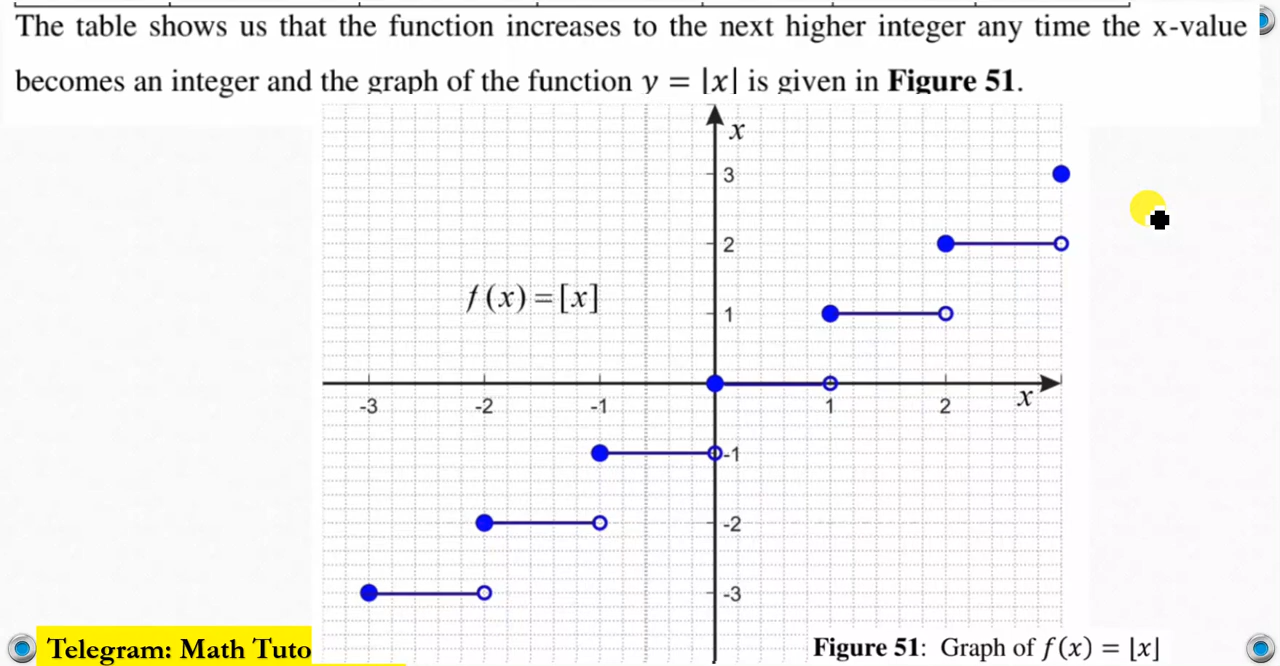 The table shows us that the function increases to the next higher integer any time the x-value
becomes an integer and the graph of the function y = ⌊x⌋ is given in Figure 51.
x
3
2
f (x) = [x]
1
-3 -2 -1 1 2 x
-1
-2
-3
Telegram: Math Tuto
Figure 51: Graph of f(x) = ⌊x⌋